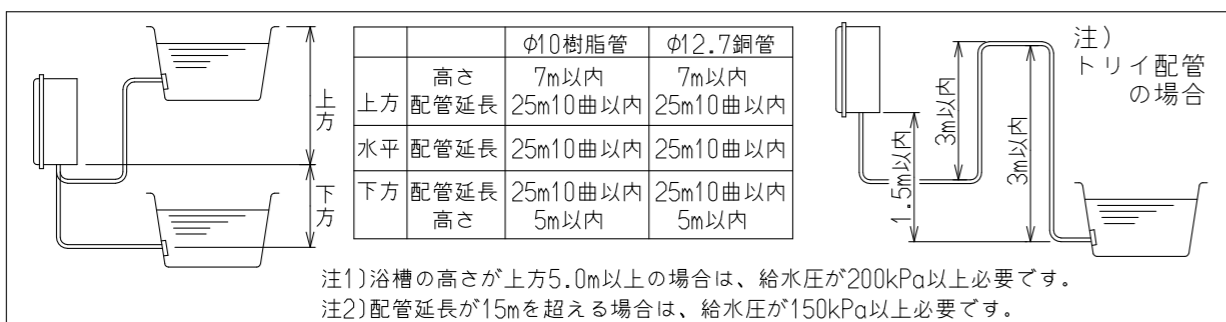 上方
下方
φ10樹脂管 φ12.7銅管
上方 高さ 7m以内 7m以内
配管延長 25m10曲以内 25m10曲以内
水平 配管延長 25m10曲以内 25m10曲以内
下方 配管延長 25m10曲以内 25m10曲以内
高さ 5m以内 5m以内
注)
トリイ配管
の場合
3m以内
3m以内
1.5m以内
注1)浴槽の高さが上方5.0m以上の場合は、給水圧が200kPa以上必要です。
注2)配管延長が15mを超える場合は、給水圧が150kPa以上必要です。